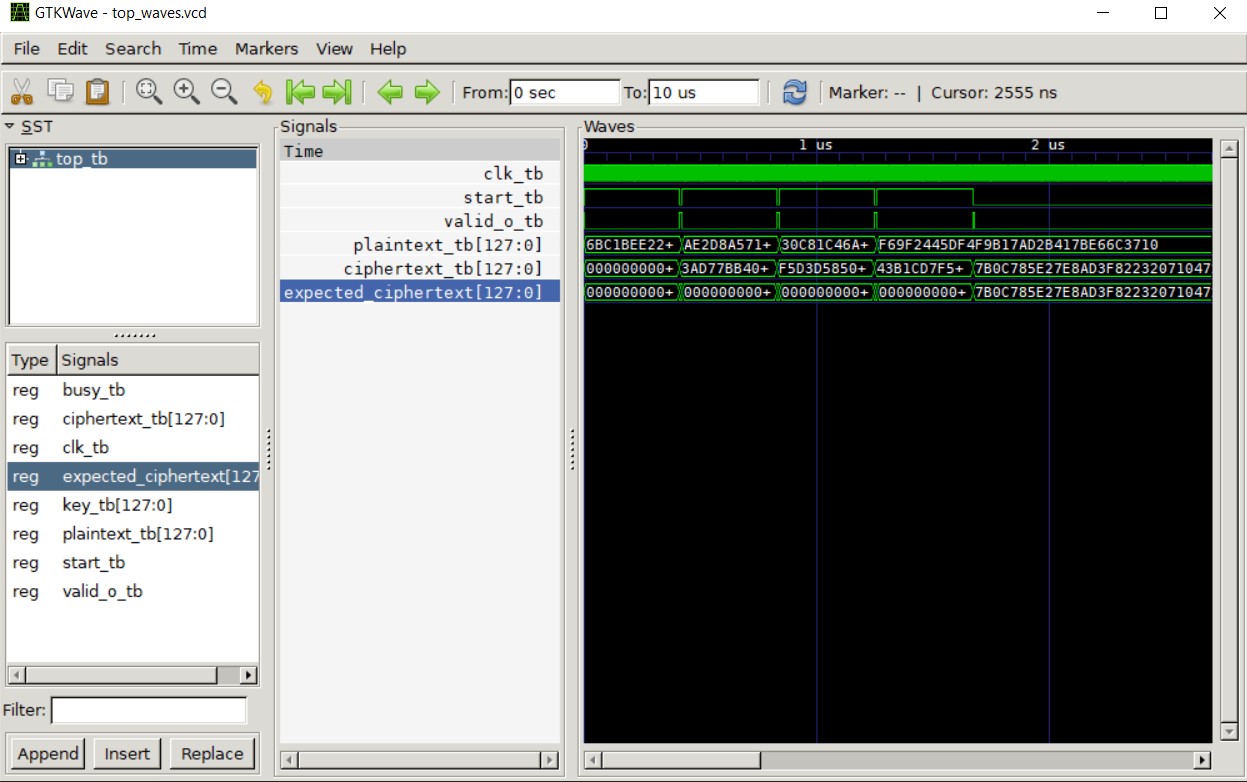 GTKWave - top_waves.vcd
File Edit Search Time Markers View Help
From: 0 sec To: 10 us Marker: -- | Cursor: 2555 ns
SST
top_tb
Type Signals
reg busy_tb
reg ciphertext_tb[127:0]
reg clk_tb
reg expected_ciphertext[127
reg key_tb[127:0]
reg plaintext_tb[127:0]
reg start_tb
reg valid_o_tb
Filter:
Append Insert Replace
Signals
Time
clk_tb
start_tb
valid_o_tb
plaintext_tb[127:0]
ciphertext_tb[127:0]
expected_ciphertext[127:0]
Waves
0 1 us 2 us
6BC1BEE22+ AE2D8A571+ 30C81C46A+ F69F2445DF4F9B17AD2B417BE66C3710
000000000+ 3AD77BB40+ F5D3D5850+ 43B1CD7F5+ 7B0C785E27E8AD3F82232071047
000000000+ 000000000+ 000000000+ 000000000+ 7B0C785E27E8AD3F82232071047